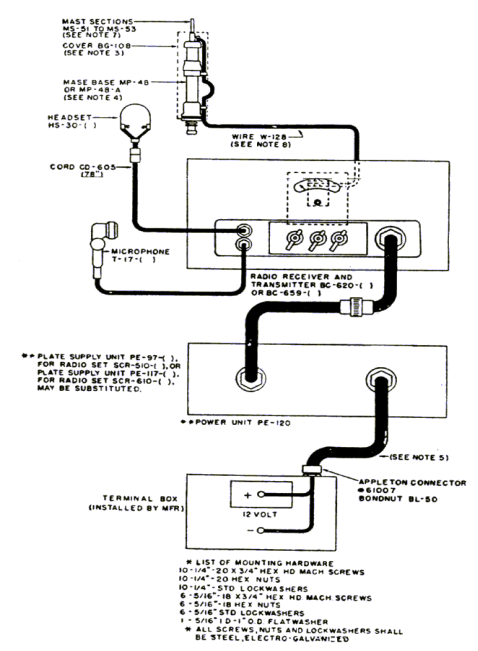 MAST SECTIONS
MS-51 TO MS-53
(SEE NOTE 7)
COVER BG-108
(SEE NOTE 3)
MASE BASE MP-48
OR MP-48-A
(SEE NOTE 4)
HEADSET
HS-30-( )
WIRE W-128
(SEE NOTE 8)
CORD CD-605
(78")
MICROPHONE
T-17-( )
RADIO RECEIVER AND
TRANSMITTER BC-620-( )
OR BC-659-( )
** PLATE SUPPLY UNIT PE-97-( ),
FOR RADIO SET SCR-510-( ),OR
PLATE SUPPLY UNIT PE-117-( ),
FOR RADIO SET SCR-610-( ),
MAY BE SUBSTITUTED.
**POWER UNIT PE-120
(SEE NOTE 5)
APPLETON CONNECTOR
#61007
BONDNUT BL-50
TERMINAL BOX
(INSTALLED BY MFR)
+
12 VOLT
-
* LIST OF MOUNTING HARDWARE
10-1/4"-20 X 3/4" HEX HD MACH SCREWS
10-1/4"-20 HEX NUTS
10-1/4"-STD LOCKWASHERS
6-5/16"-18 X 3/4" HEX HD MACH SCREWS
6-5/16"-18 HEX NUTS
6-5/16" STD LOCKWASHERS
1-5/16" I D-1" O.D FLATWASHER
* ALL SCREWS, NUTS AND LOCKWASHERS SHALL
BE STEEL, ELECTRO-GALVANIZED